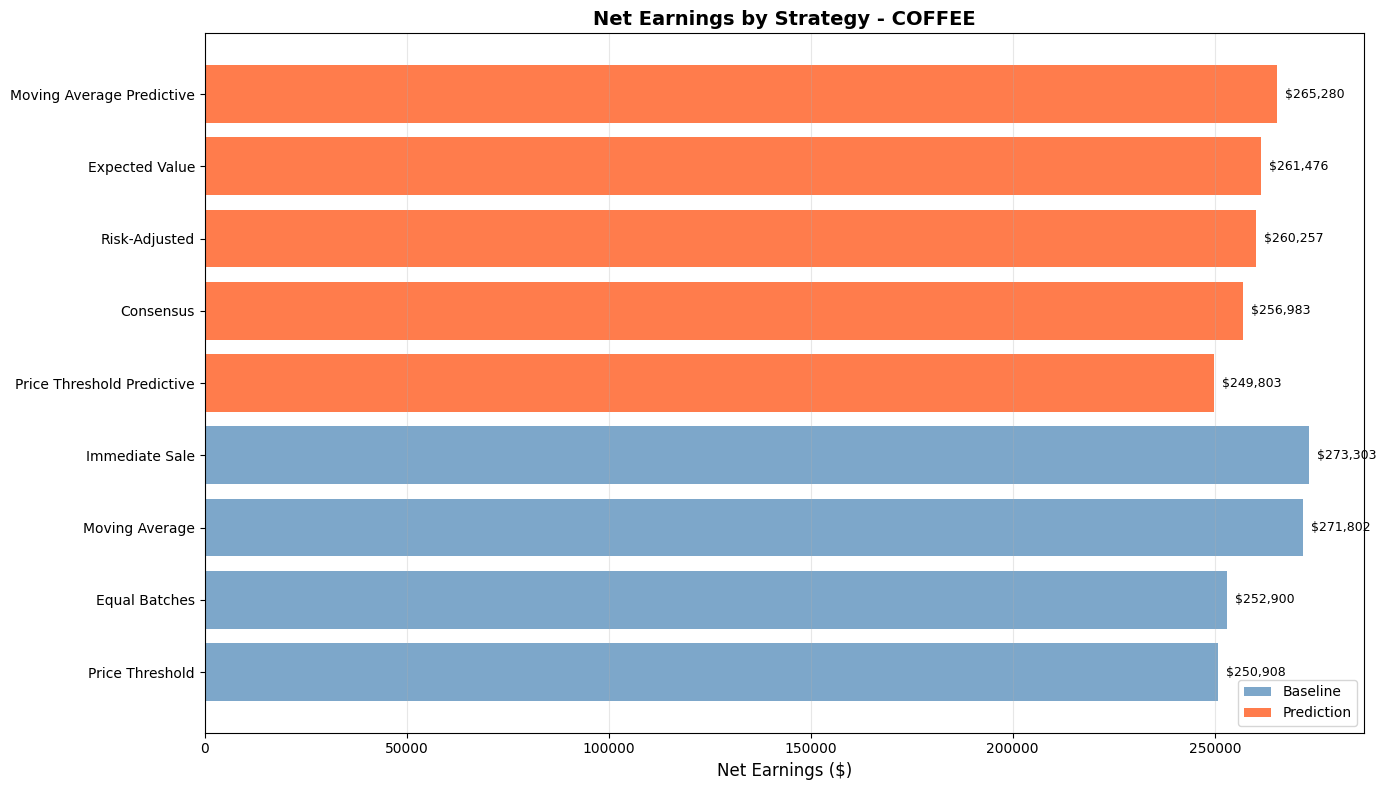 Net Earnings by Strategy - COFFEE
Moving Average Predictive
$265,280
Expected Value
$261,476
Risk-Adjusted
$260,257
Consensus
$256,983
Price Threshold Predictive
$249,803
Immediate Sale
$273,303
Moving Average
$271,802
Equal Batches
$252,900
Price Threshold
$250,908
Baseline
Prediction
0
50000
100000
150000
200000
250000
Net Earnings ($)